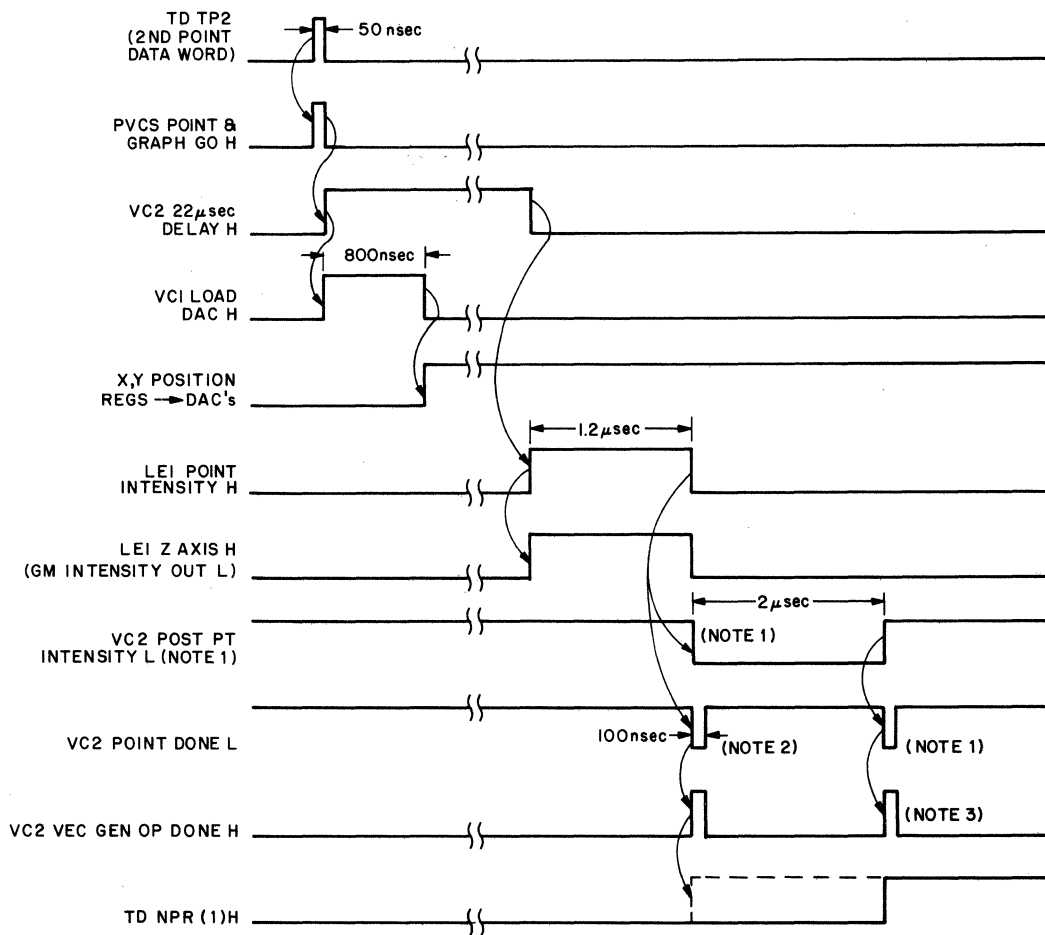 TD TP2
(2ND POINT
DATA WORD)
50 nsec
PVCS POINT &
GRAPH GO H
VC2 22μsec
DELAY H
800nsec
VC1 LOAD
DAC H
X,Y POSITION
REGS → DAC's
1.2μsec
LEI POINT
INTENSITY H
LEI Z AXIS H
(GM INTENSITY OUT L)
2μsec
VC2 POST PT
INTENSITY L (NOTE 1)
(NOTE 1)
VC2 POINT DONE L
100nsec
(NOTE 2)
(NOTE 1)
VC2 VEC GEN OP DONE H
(NOTE 3)
TD NPR (1)H